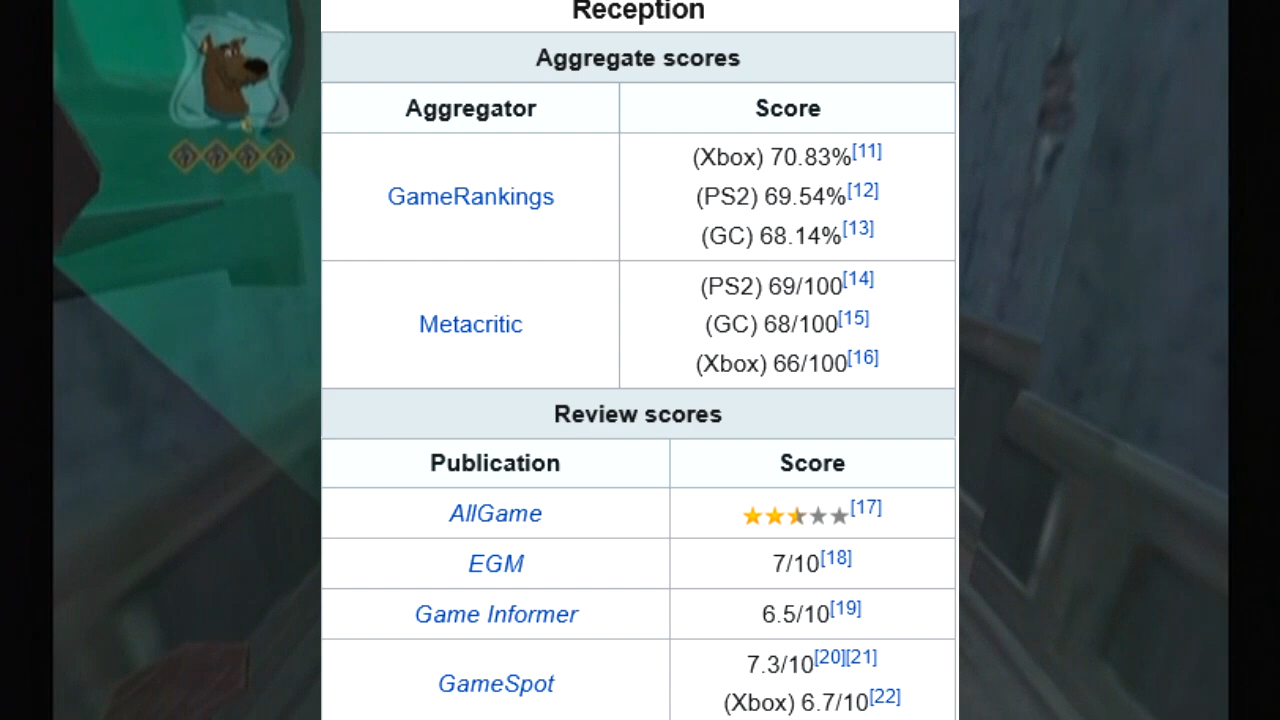 Reception
Aggregate scores
Aggregator Score
GameRankings
(Xbox) 70.83%[11]
(PS2) 69.54%[12]
(GC) 68.14%[13]
Metacritic
(PS2) 69/100[14]
(GC) 68/100[15]
(Xbox) 66/100[16]
Review scores
Publication Score
AllGame ★★★★★[17]
EGM 7/10[18]
Game Informer 6.5/10[19]
GameSpot
7.3/10[20][21]
(Xbox) 6.7/10[22]